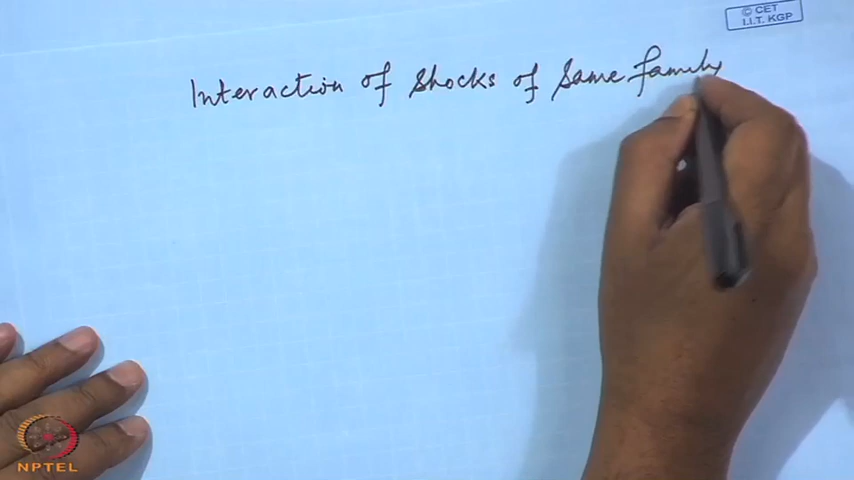 © CET
I.I.T. KGP
Interaction of Shocks of Same family
NPTEL